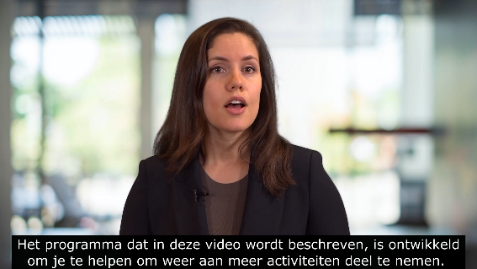 Het programma dat in deze video wordt beschreven, is ontwikkeld
om je te helpen om weer aan meer activiteiten deel te nemen.